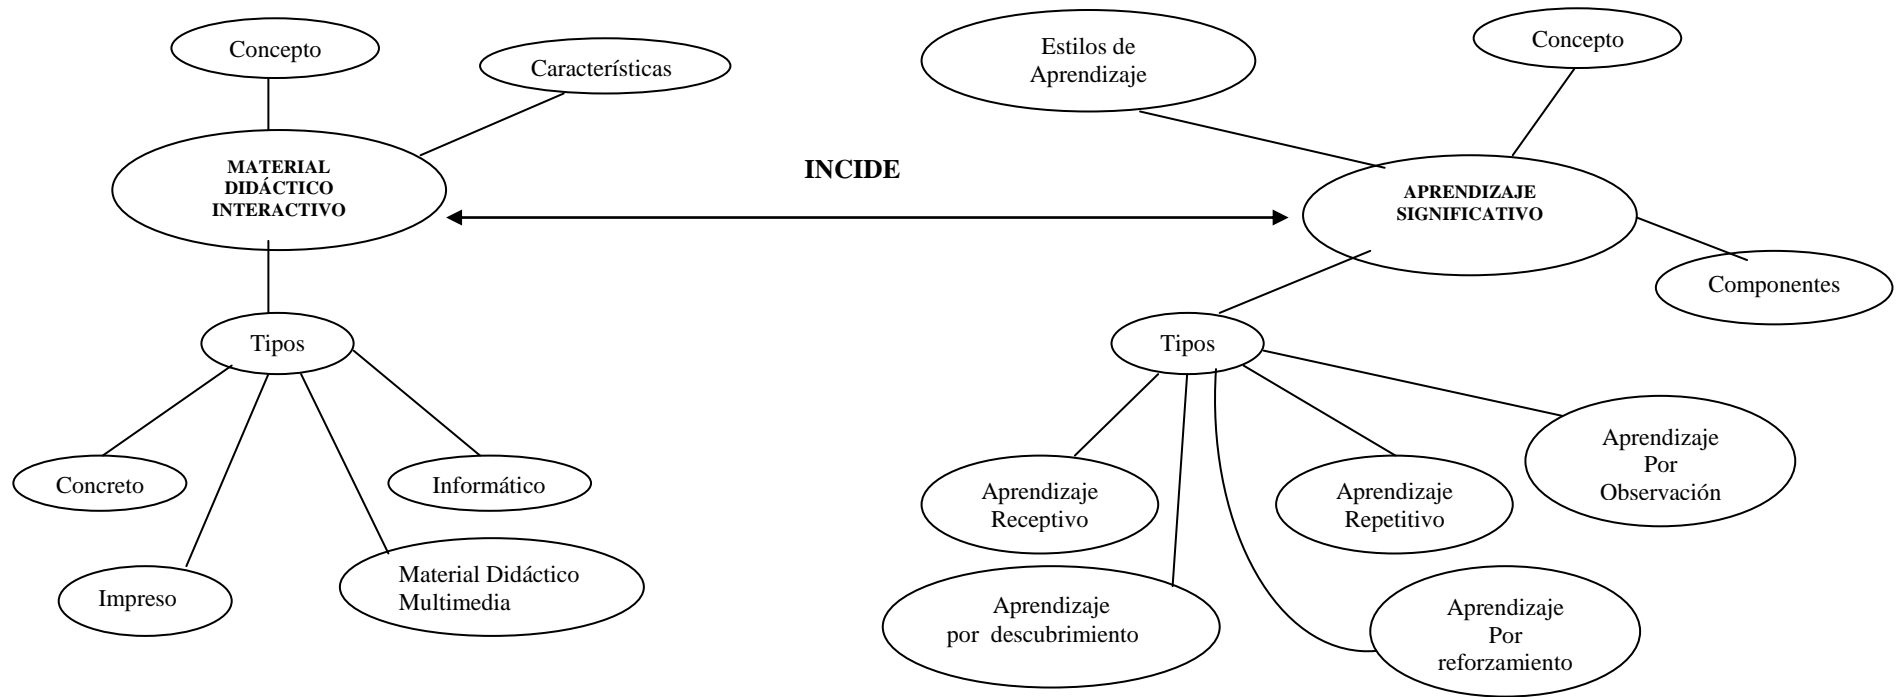 Concepto
Características
MATERIAL
DIDÁCTICO
INTERACTIVO
Tipos
Concreto
Informático
Impreso
Material Didáctico
Multimedia
INCIDE
Estilos de
Aprendizaje
Concepto
APRENDIZAJE
SIGNIFICATIVO
Componentes
Tipos
Aprendizaje
Receptivo
Aprendizaje
Repetitivo
Aprendizaje
Por
Observación
Aprendizaje
por descubrimiento
Aprendizaje
Por
reforzamiento